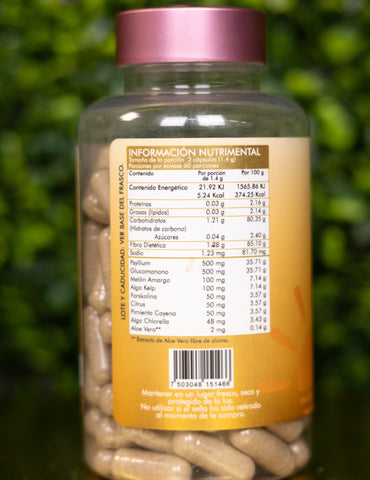 INFORMACIÓN NUTRIMENTAL
Tamaño de la porción 2 cápsulas (1.4 g)
Porciones por envase 60 porciones
Contenido Por porción de 1.4 g Por 100 g
Contenido Energético 21.92 KJ 1565.86 KJ
5.24 Kcal 374.25 Kcal
Proteínas 0.03 g 2.16 g
Grasas (lípidos) 0.03 g 2.14 g
Carbohidratos 1.21 g 80.35 g
(Hidratos de carbono)
Azúcares 0.04 g 2.40 g
Fibra Dietética 1.28 g 85.10 g
Sodio 1.23 mg 81.70 mg
Psyllium 500 mg 35.71 g
Glucomanono 500 mg 35.71 g
Melón Amargo 100 mg 7.14 g
Alga Kelp 100 mg 7.14 g
Forskolina 50 mg 3.57 g
Citrus 50 mg 3.57 g
Pimienta Cayena 50 mg 3.57 g
Alga Chlorella 48 mg 3.43 g
Aloe Vera** 2 mg 0.14 g
** Extracto de Aloe Vera libre de aloína.
7 503048 151466
Mantener en un lugar fresco, seco y
protegido de la luz.
No utilizar si el sello ha sido retirado
al momento de la compra.
LOTE Y CADUCIDAD: VER BASE DEL FRASCO.